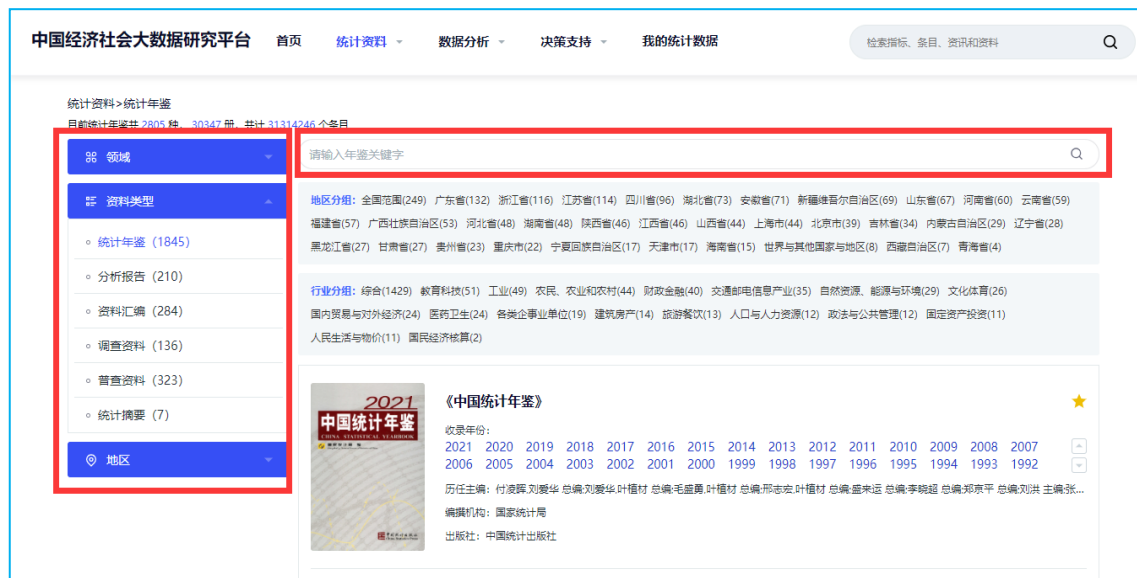 中国经济社会大数据研究平台 首页 统计资料 数据分析 决策支持 我的统计数据 检索指标、条目、资讯和资料
统计资料>统计年鉴
目前统计年鉴共 2805 种, 30347 册, 共计 31314246 个条目
领域
资料类型
统计年鉴 (1845)
分析报告 (210)
资料汇编 (284)
调查资料 (136)
普查资料 (323)
统计摘要 (7)
地区
请输入年鉴关键字
地区分组: 全国范围(249) 广东省(132) 浙江省(116) 江苏省(114) 四川省(96) 湖北省(73) 安徽省(71) 新疆维吾尔自治区(69) 山东省(67) 河南省(60) 云南省(59)
福建省(57) 广西壮族自治区(53) 河北省(48) 湖南省(48) 陕西省(46) 江西省(46) 山西省(44) 上海市(44) 北京市(39) 吉林省(34) 内蒙古自治区(29) 辽宁省(28)
黑龙江省(27) 甘肃省(27) 贵州省(23) 重庆市(22) 宁夏回族自治区(17) 天津市(17) 海南省(15) 世界与其他国家与地区(8) 西藏自治区(7) 青海省(4)
行业分组: 综合(1429) 教育科技(51) 工业(49) 农民、农业和农村(44) 财政金融(40) 交通邮电信息产业(35) 自然资源、能源与环境(29) 文化体育(26)
国内贸易与对外经济(24) 医药卫生(24) 各类企事业单位(19) 建筑房产(14) 旅游餐饮(13) 人口与人力资源(12) 政法与公共管理(12) 固定资产投资(11)
人民生活与物价(11) 国民经济核算(2)
2021
中国统计年鉴
CHINA STATISTICAL YEARBOOK
《中国统计年鉴》
收录年份:
2021 2020 2019 2018 2017 2016 2015 2014 2013 2012 2011 2010 2009 2008 2007
2006 2005 2004 2003 2002 2001 2000 1999 1998 1997 1996 1995 1994 1993 1992
历任主编: 付凌晖,刘爱华 总编:刘爱华,叶植材 总编:毛盛勇,叶植材 总编:邢志宏,叶植材 总编:盛来运 总编:李晓超 总编:郑京平 总编:刘洪 主编:张...
编撰机构: 国家统计局
出版社: 中国统计出版社